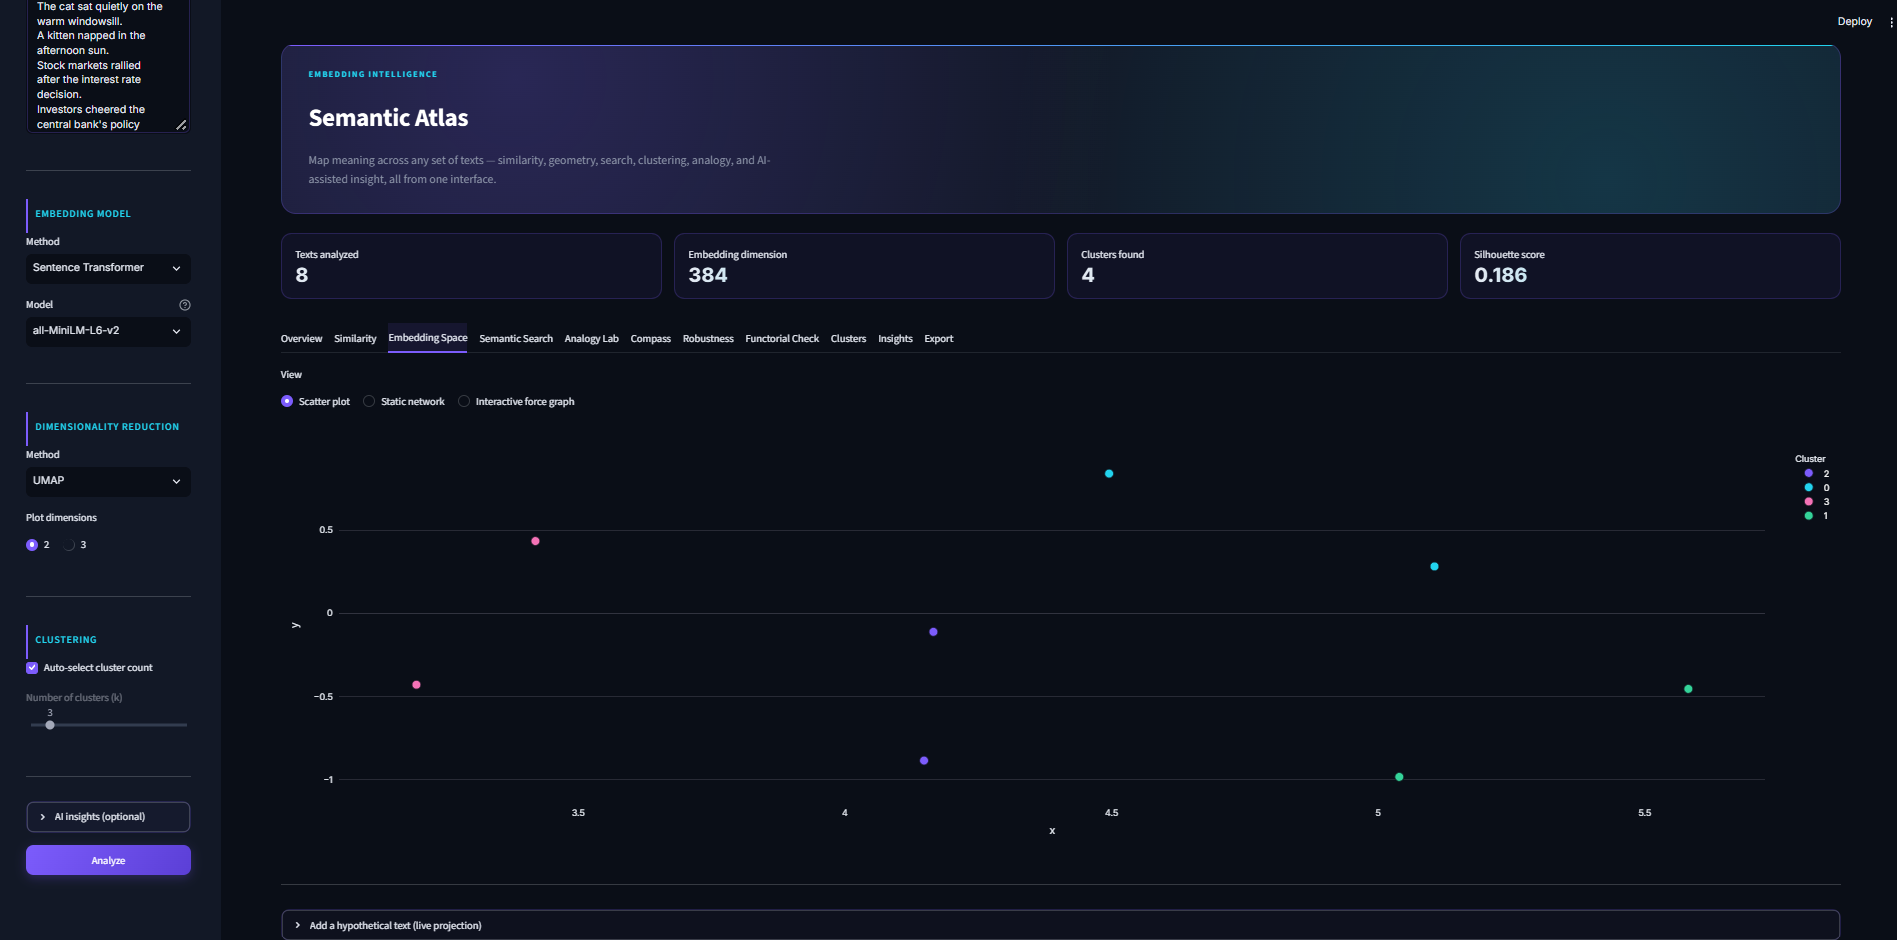 The cat sat quietly on the
warm windowsill.
A kitten napped in the
afternoon sun.
Stock markets rallied
after the interest rate
decision.
Investors cheered the
central bank's policy
EMBEDDING MODEL
Method
Sentence Transformer
Model
all-MiniLM-L6-v2
DIMENSIONALITY REDUCTION
Method
UMAP
Plot dimensions
2 3
CLUSTERING
Auto-select cluster count
Number of clusters (k)
3
AI insights (optional)
Analyze
Deploy
EMBEDDING INTELLIGENCE
Semantic Atlas
Map meaning across any set of texts — similarity, geometry, search, clustering, analogy, and AI-
assisted insight, all from one interface.
Texts analyzed
8
Embedding dimension
384
Clusters found
4
Silhouette score
0.186
Overview Similarity Embedding Space Semantic Search Analogy Lab Compass Robustness Functorial Check Clusters Insights Export
View
Scatter plot Static network Interactive force graph
Cluster
2
0
3
1
0.5
0
−0.5
−1
y
3.5 4 4.5 5 5.5
x
Add a hypothetical text (live projection)